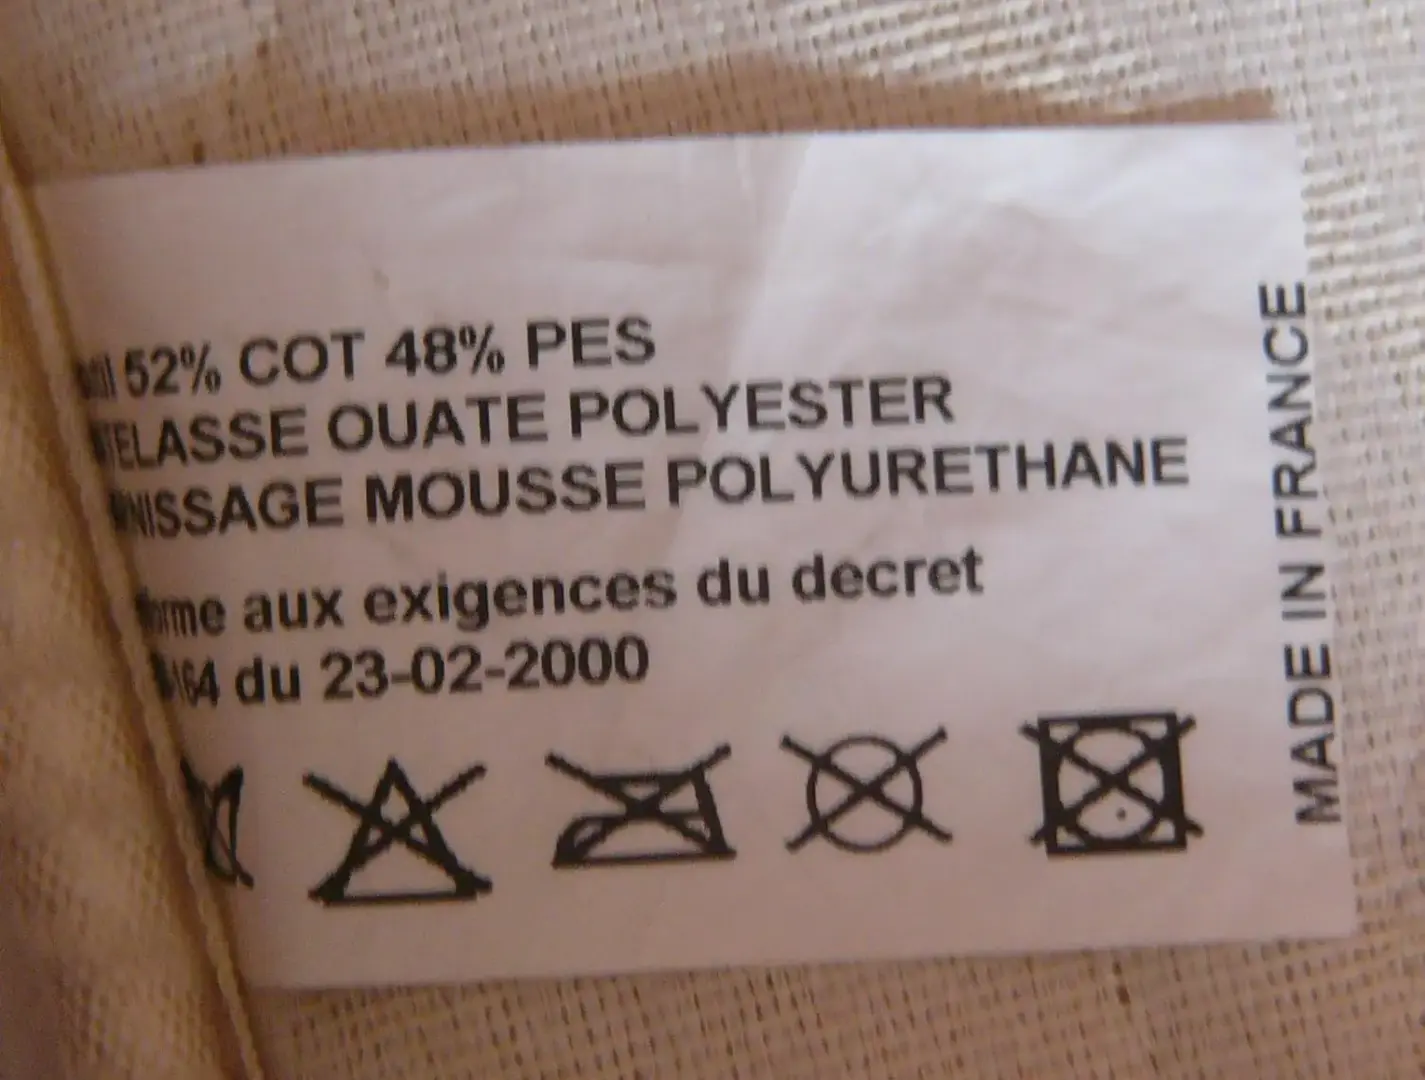 52% COT 48% PES
TELASSE OUATE POLYESTER
NISSAGE MOUSSE POLYURETHANE
rme aux exigences du decret
164 du 23-02-2000
MADE IN FRANCE